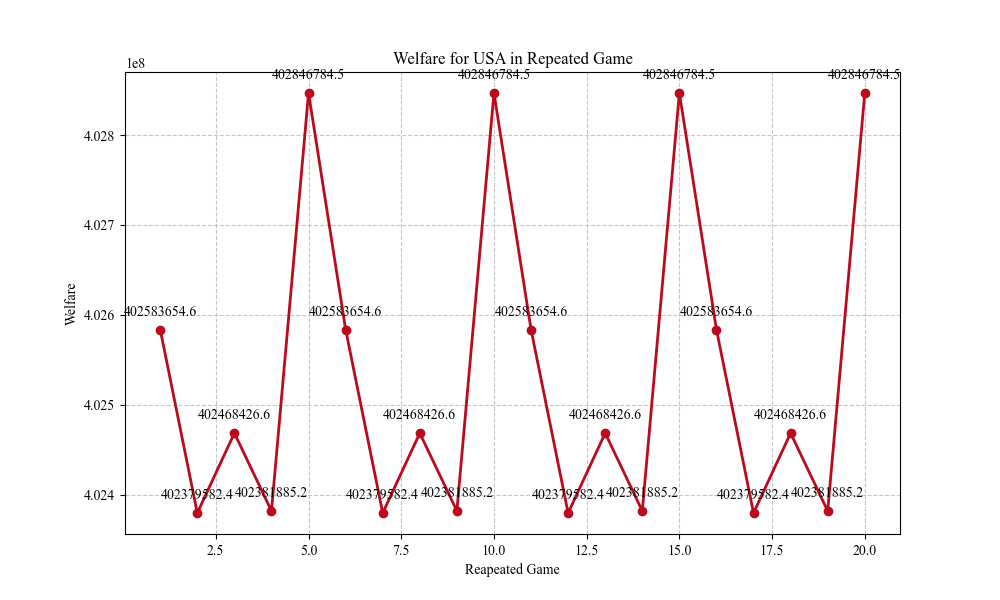 Welfare for USA in Repeated Game
1e8
402846784.5 402846784.5 402846784.5 402846784.5
4.028
4.027
402583654.6 402583654.6 402583654.6 402583654.6
4.026
Welfare
402468426.6 402468426.6 402468426.6 402468426.6
4.025
402379582.4 402381885.2 402379582.4 402381885.2 402379582.4 402381885.2 402379582.4 402381885.2
4.024
2.5 5.0 7.5 10.0 12.5 15.0 17.5 20.0
Reapeated Game